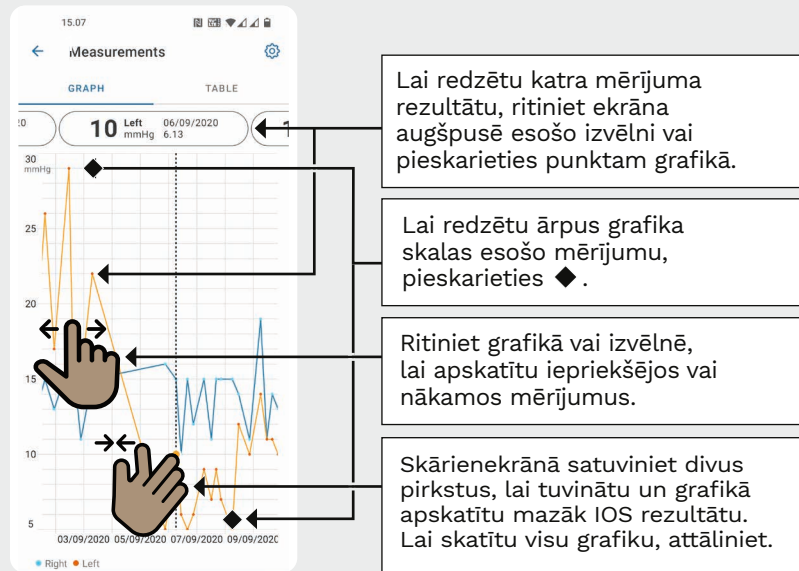 15.07
Measurements
GRAPH
TABLE
10 Left mmHg 06/09/2020 6.13
30
mmHg
25
20
15
10
5
03/09/2020 05/09/2020 07/09/2020 09/09/2020
Right Left
Lai redzētu katra mērījuma
rezultātu, ritiniet ekrāna
augšpusē esošo izvēlni vai
pieskarieties punktam grafikā.
Lai redzētu ārpus grafika
skalas esošo mērījumu,
pieskarieties ◆ .
Ritiniet grafikā vai izvēlnē,
lai apskatītu iepriekšējos vai
nākamos mērījumus.
Skārienekrānā satuviniet divus
pirkstus, lai tuvinātu un grafikā
apskatītu mazāk IOS rezultātu.
Lai skatītu visu grafiku, attāliniet.